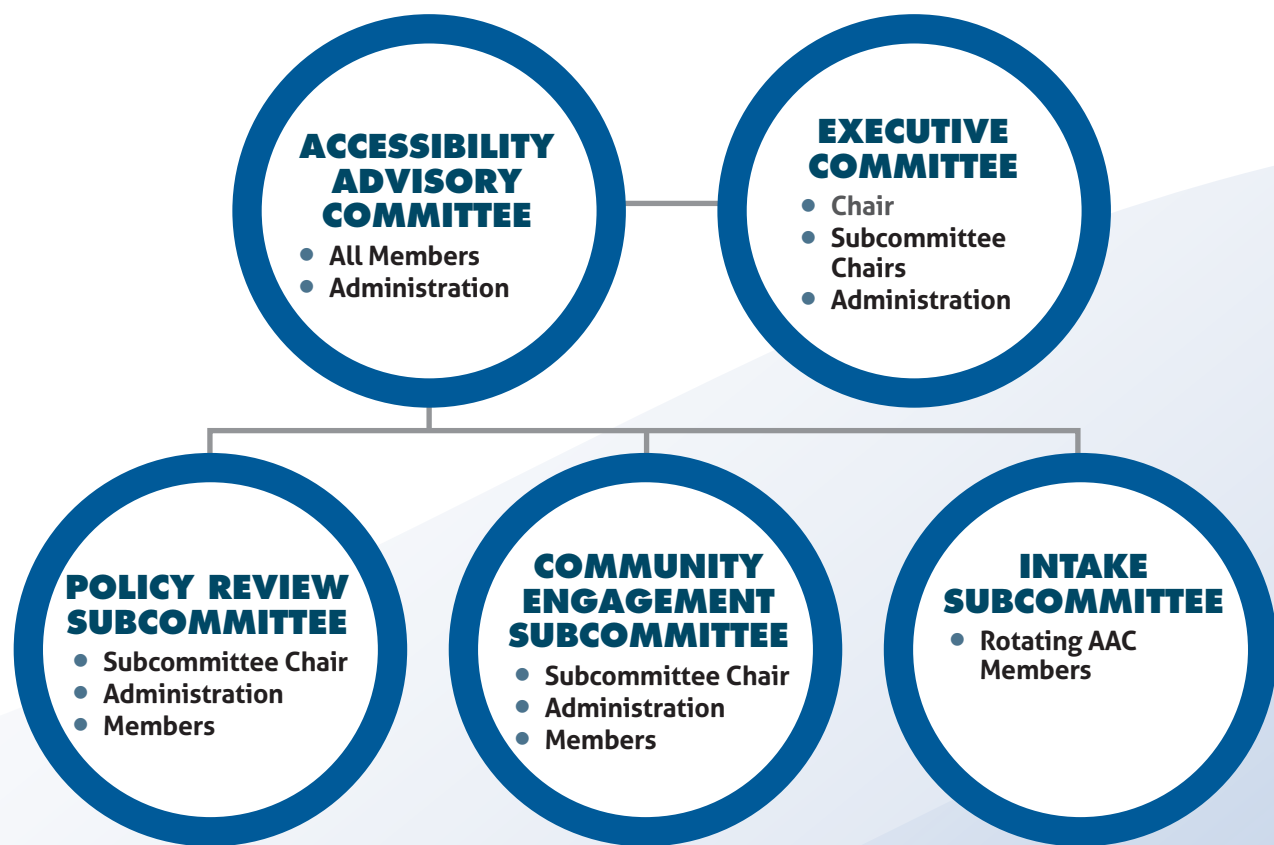 ACCESSIBILITY
ADVISORY
COMMITTEE
• All Members
• Administration
EXECUTIVE
COMMITTEE
• Chair
• Subcommittee
Chairs
• Administration
POLICY REVIEW
SUBCOMMITTEE
• Subcommittee Chair
• Administration
• Members
COMMUNITY
ENGAGEMENT
SUBCOMMITTEE
• Subcommittee Chair
• Administration
• Members
INTAKE
SUBCOMMITTEE
• Rotating AAC
Members